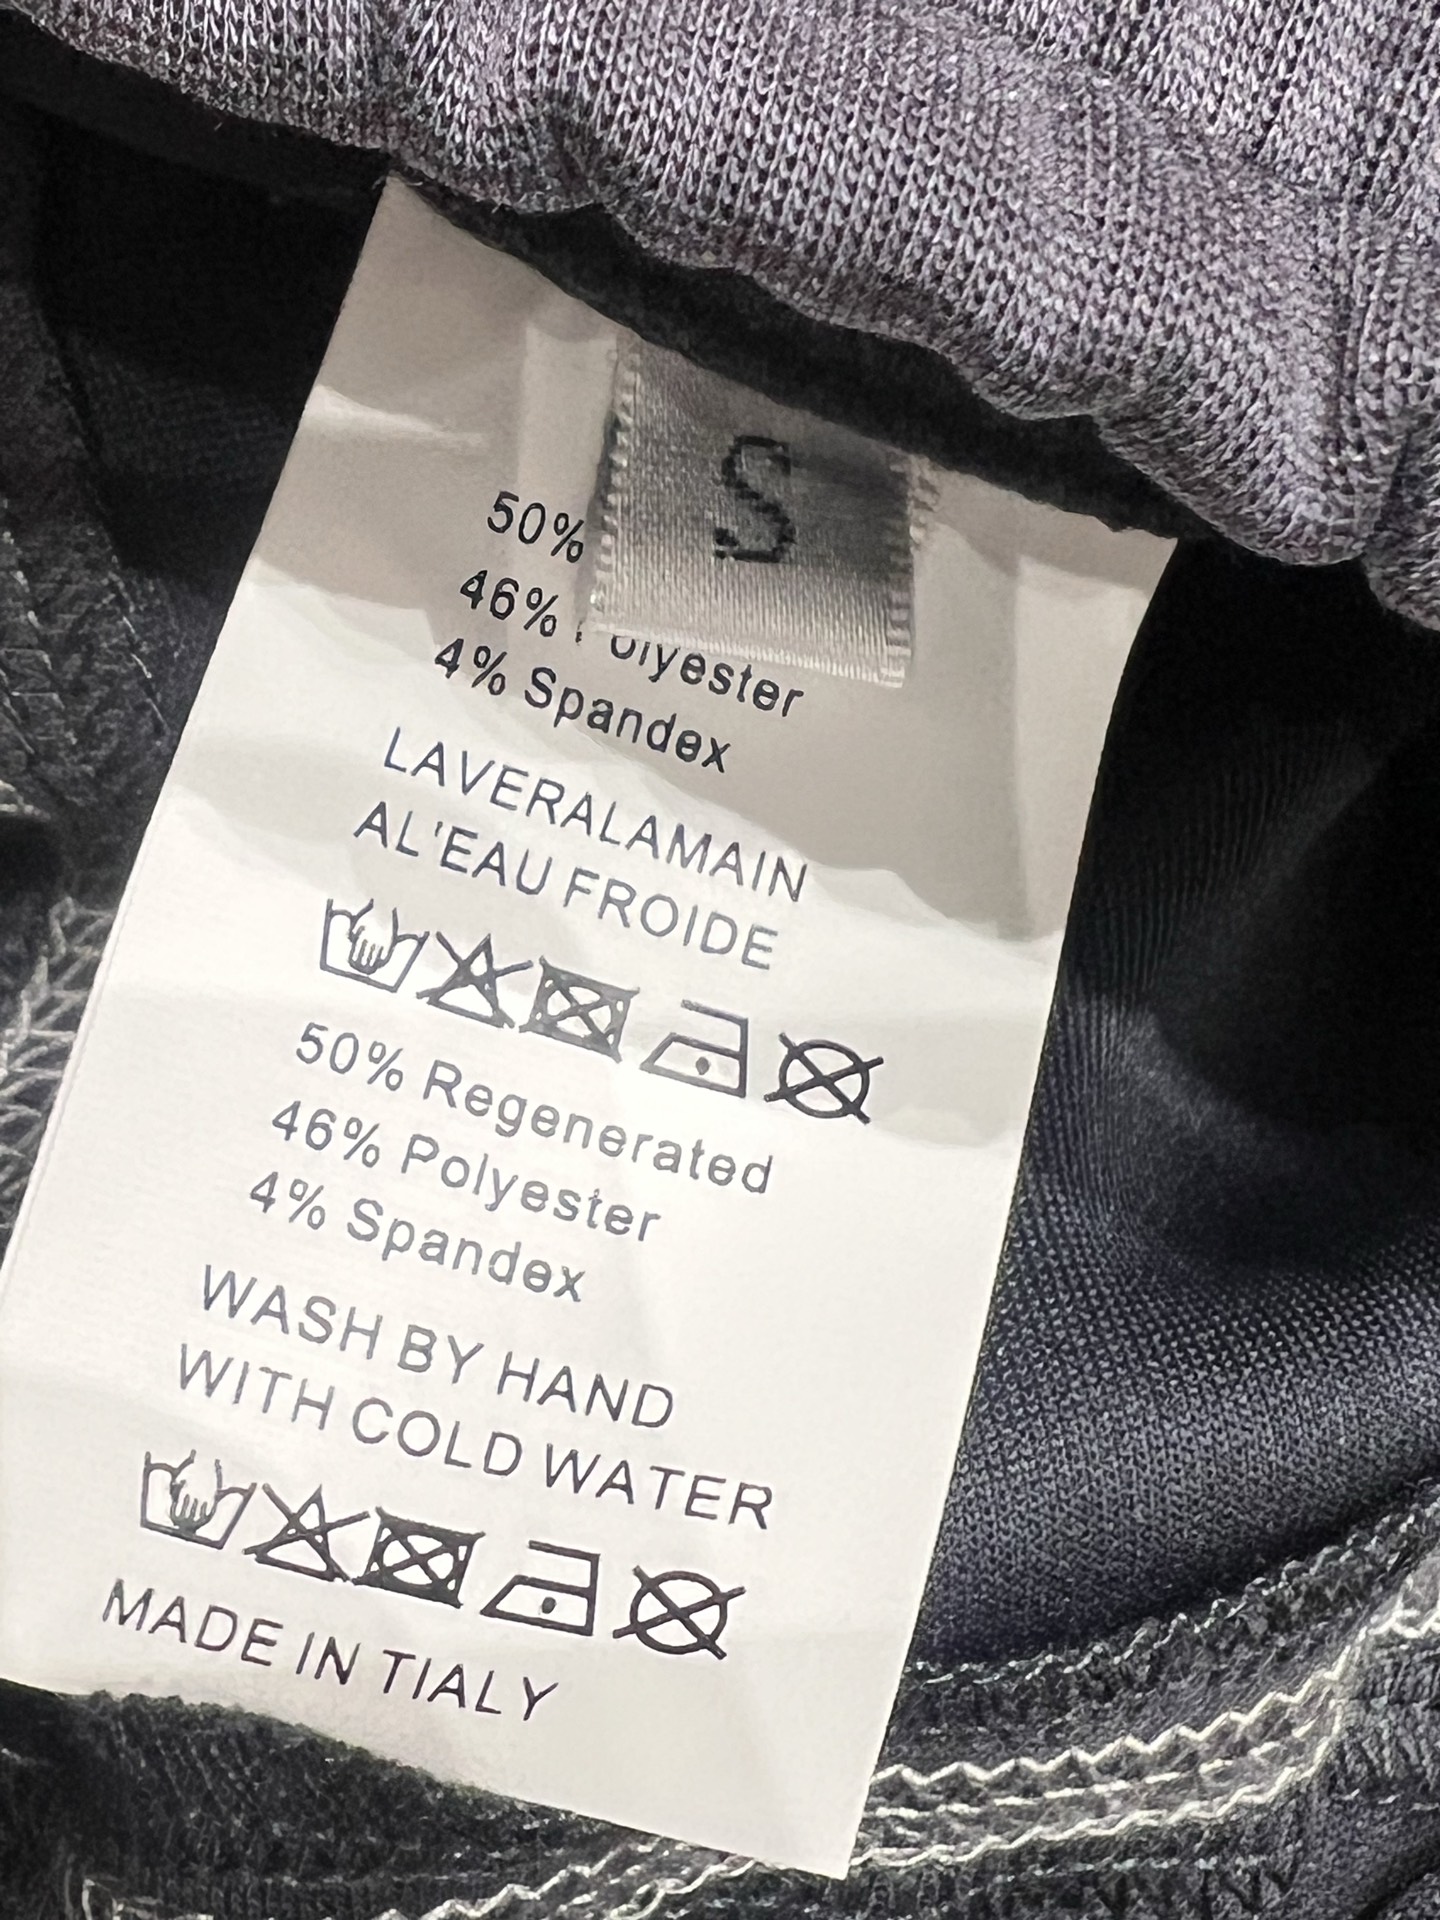 S
50%
46% Polyester
4% Spandex
LAVERALAMAIN
AL'EAU FROIDE
50% Regenerated
46% Polyester
4% Spandex
WASH BY HAND
WITH COLD WATER
MADE IN TIALY